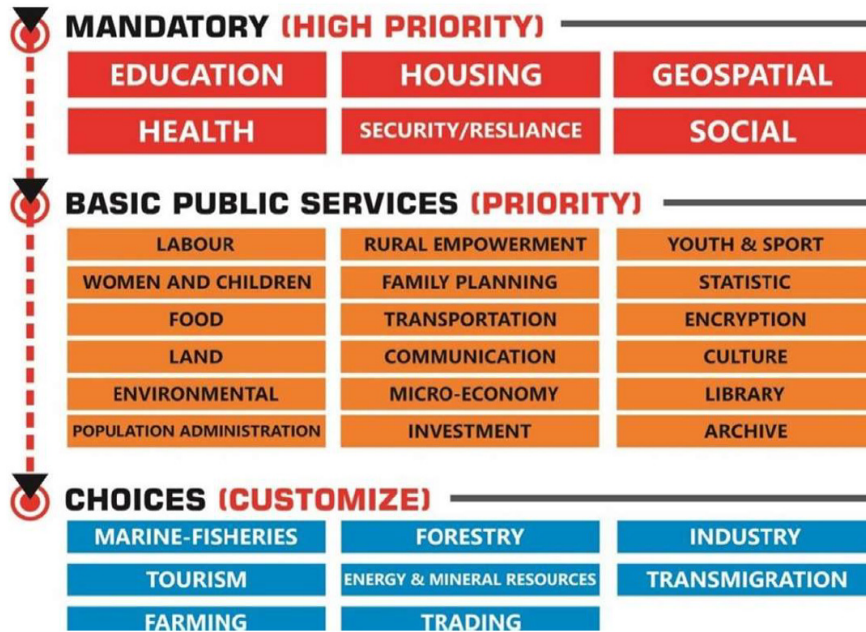 MANDATORY (HIGH PRIORITY)
EDUCATION HOUSING GEOSPATIAL
HEALTH SECURITY/RESLIANCE SOCIAL
BASIC PUBLIC SERVICES (PRIORITY)
LABOUR RURAL EMPOWERMENT YOUTH & SPORT
WOMEN AND CHILDREN FAMILY PLANNING STATISTIC
FOOD TRANSPORTATION ENCRYPTION
LAND COMMUNICATION CULTURE
ENVIRONMENTAL MICRO-ECONOMY LIBRARY
POPULATION ADMINISTRATION INVESTMENT ARCHIVE
CHOICES (CUSTOMIZE)
MARINE-FISHERIES FORESTRY INDUSTRY
TOURISM ENERGY & MINERAL RESOURCES TRANSMIGRATION
FARMING TRADING